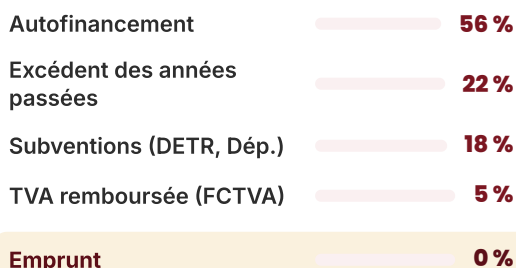 Autofinancement 56 %
Excédent des années
passées 22 %
Subventions (DETR, Dép.) 18 %
TVA remboursée (FCTVA) 5 %
Emprunt 0 %